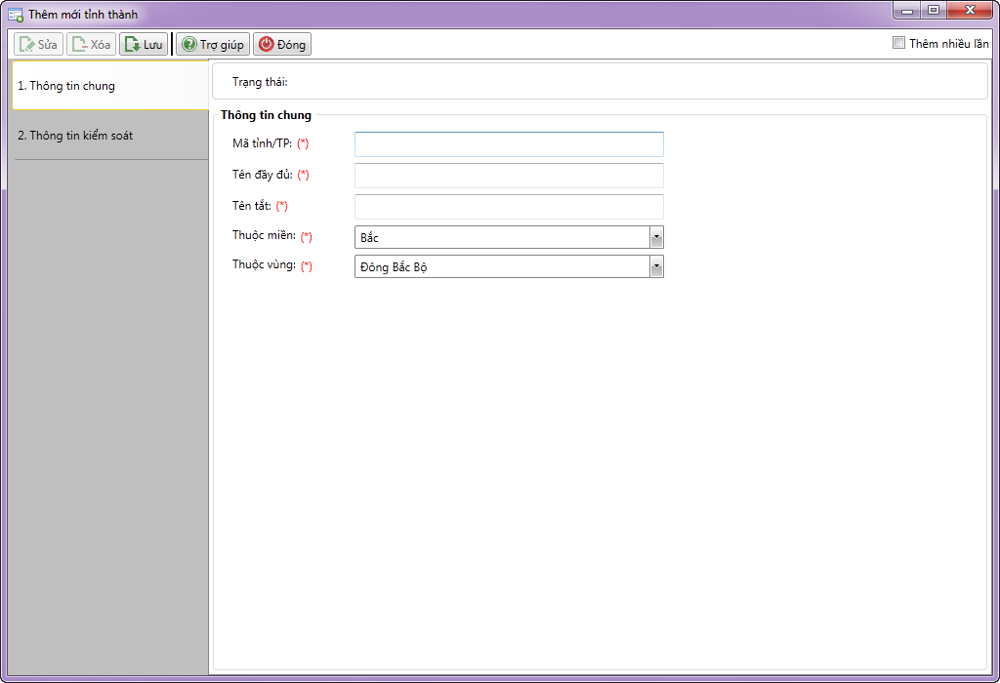 Thêm mới tỉnh thành
Sửa Xóa Lưu Trợ giúp Đóng Thêm nhiều lần
1. Thông tin chung
2. Thông tin kiểm soát
Trạng thái:
Thông tin chung
Mã tỉnh/TP: (*)
Tên đầy đủ: (*)
Tên tắt: (*)
Thuộc miền: (*) Bắc
Thuộc vùng: (*) Đông Bắc Bộ